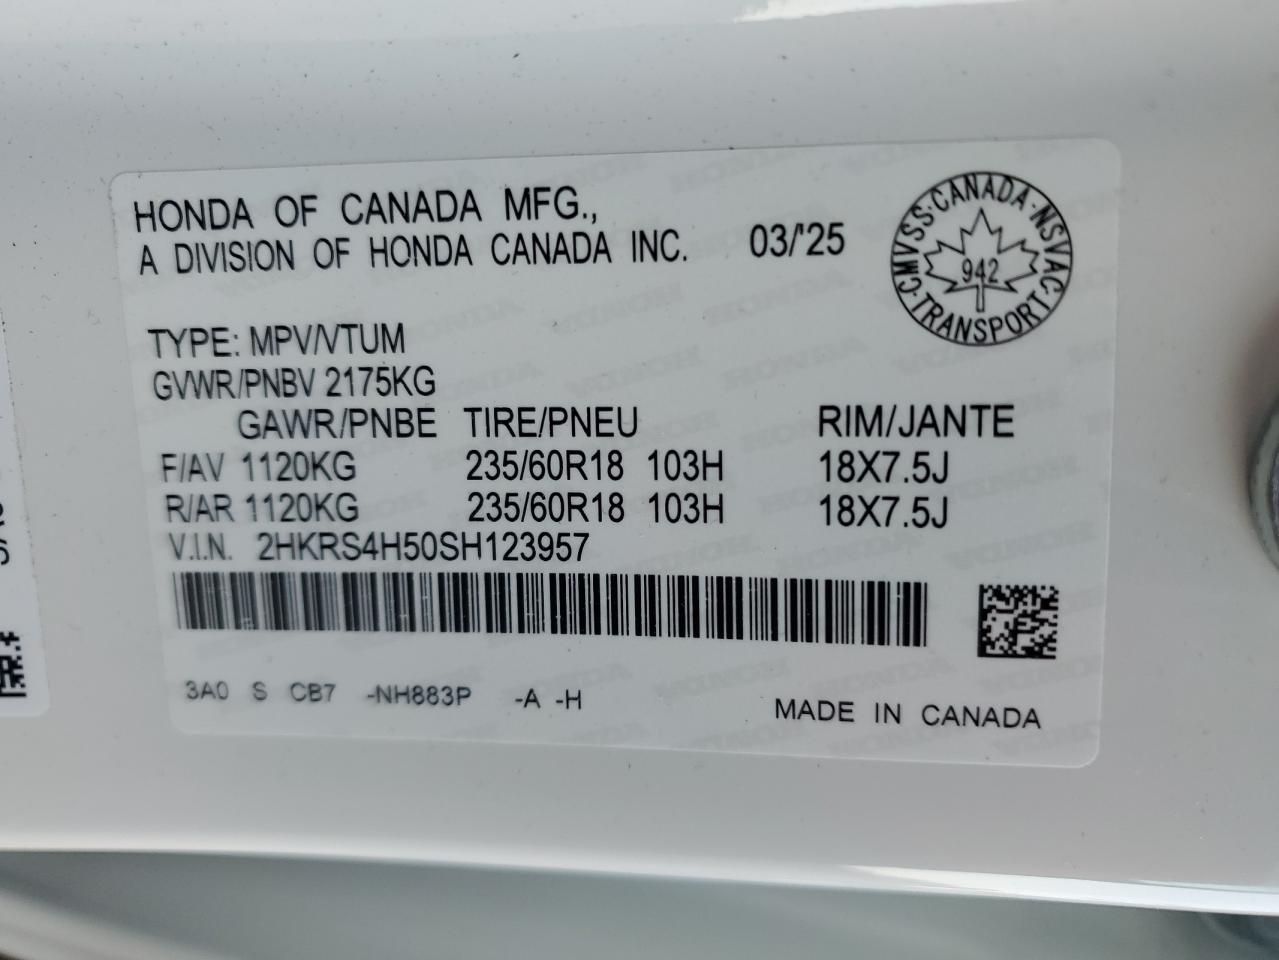 HONDA OF CANADA MFG.,
A DIVISION OF HONDA CANADA INC. 03/'25
CMVSS·CANADA·NSVAC·TRANSPORT·
942
TYPE: MPV/VTUM
GVWR/PNBV 2175KG
GAWR/PNBE TIRE/PNEU RIM/JANTE
F/AV 1120KG 235/60R18 103H 18X7.5J
R/AR 1120KG 235/60R18 103H 18X7.5J
V.I.N. 2HKRS4H50SH123957
3A0 S CB7 -NH883P -A -H
MADE IN CANADA